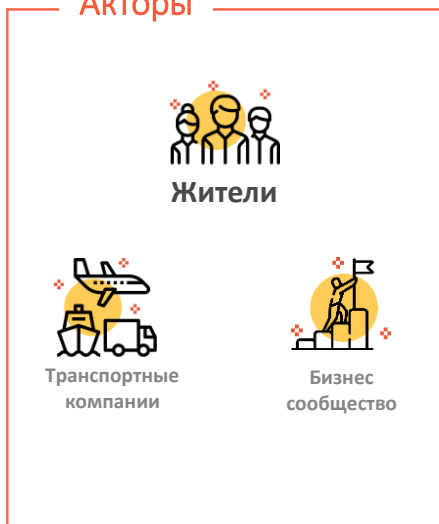 Акторы
Жители
Транспортные
компании
Бизнес
сообщество